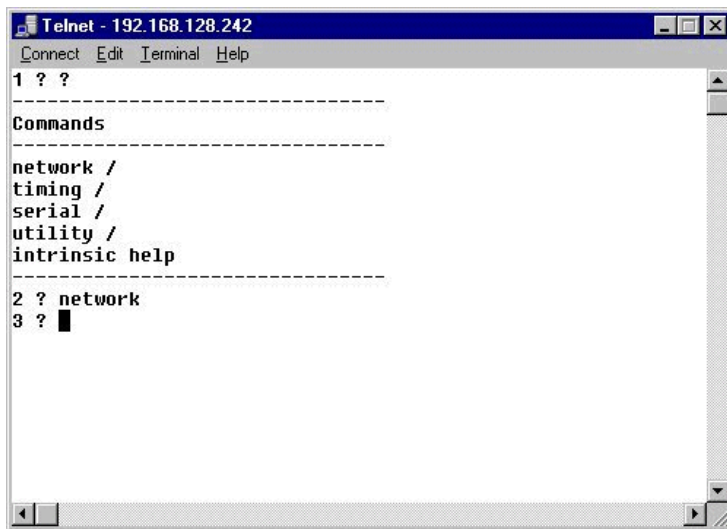 Telnet - 192.168.128.242
Connect Edit Terminal Help
1 ? ?
--------------------------------
Commands
--------------------------------
network /
timing /
serial /
utility /
intrinsic help
--------------------------------
2 ? network
3 ?